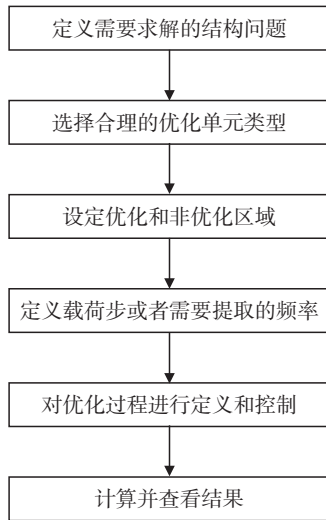 定义需要求解的结构问题
选择合理的优化单元类型
设定优化和非优化区域
定义载荷步或者需要提取的频率
对优化过程进行定义和控制
计算并查看结果